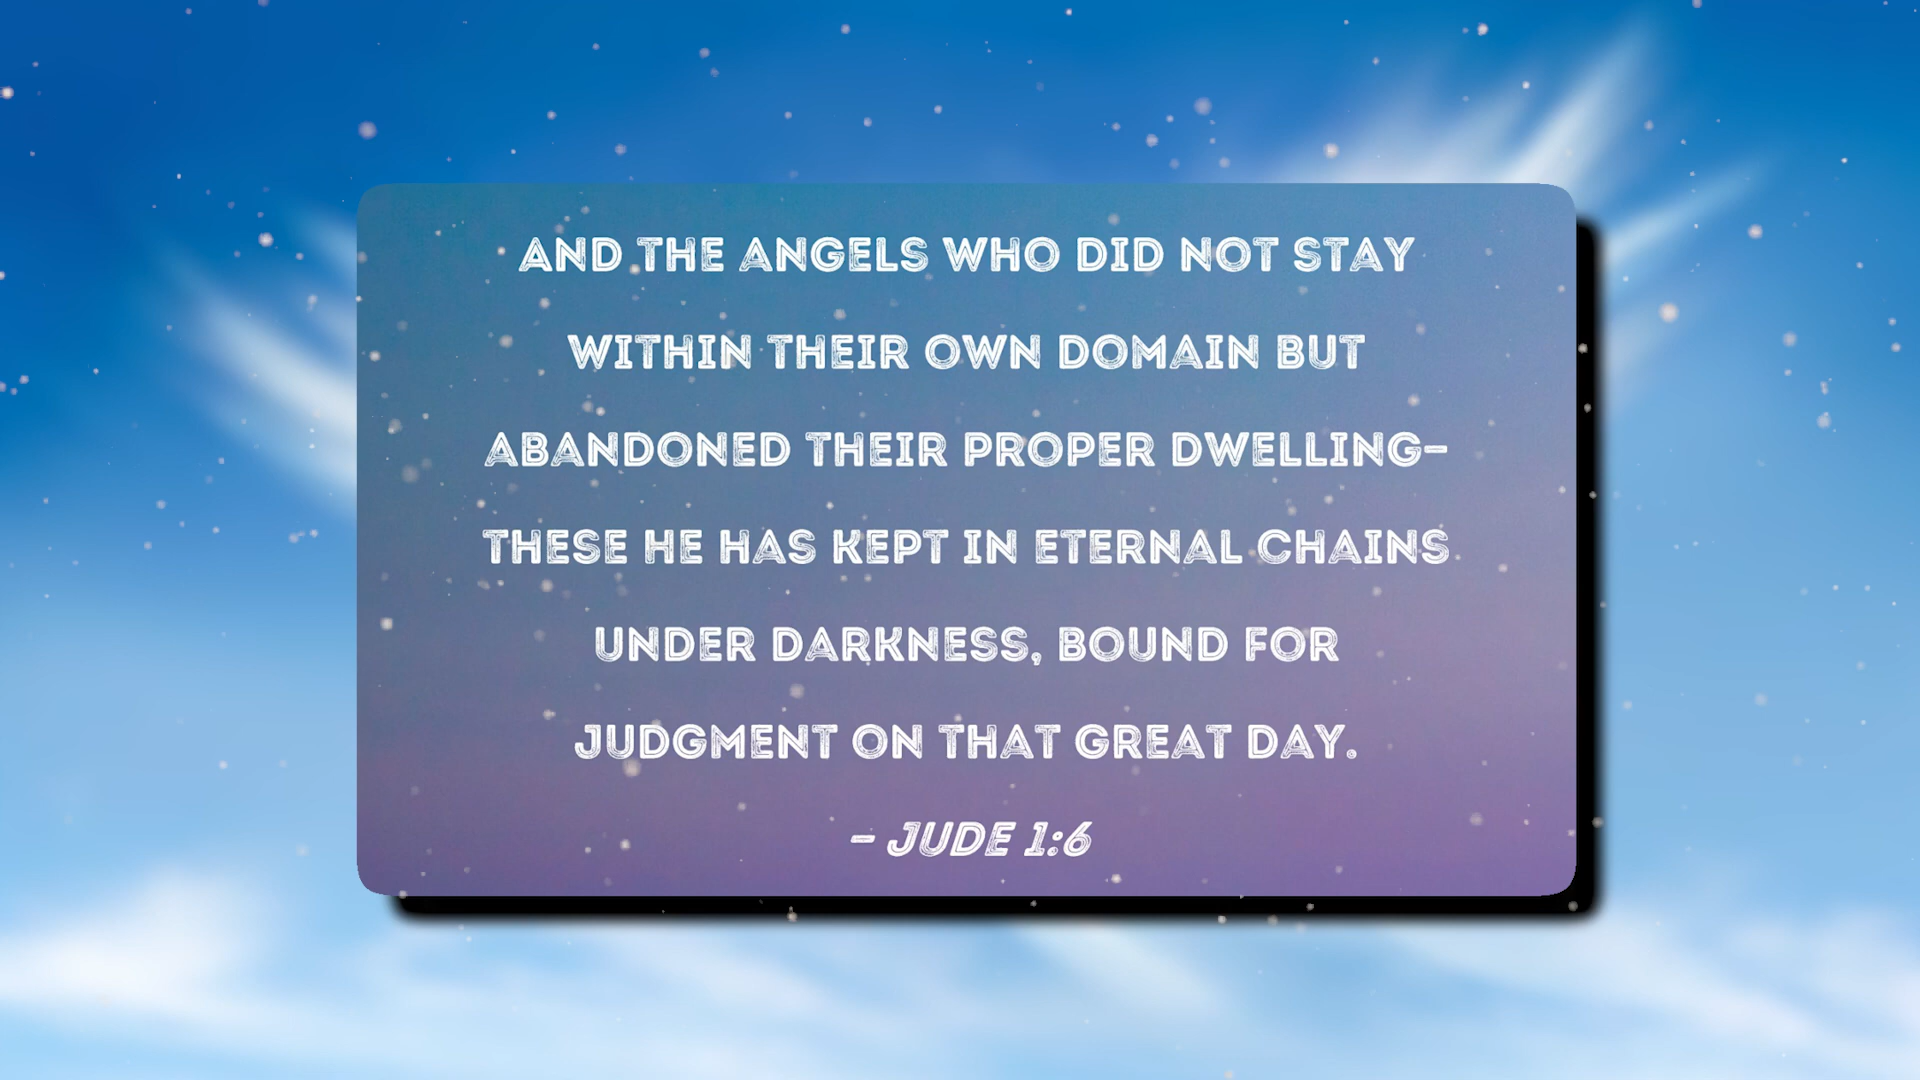 AND THE ANGELS WHO DID NOT STAY
WITHIN THEIR OWN DOMAIN BUT
ABANDONED THEIR PROPER DWELLING–
THESE HE HAS KEPT IN ETERNAL CHAINS
UNDER DARKNESS, BOUND FOR
JUDGMENT ON THAT GREAT DAY.
– JUDE 1:6